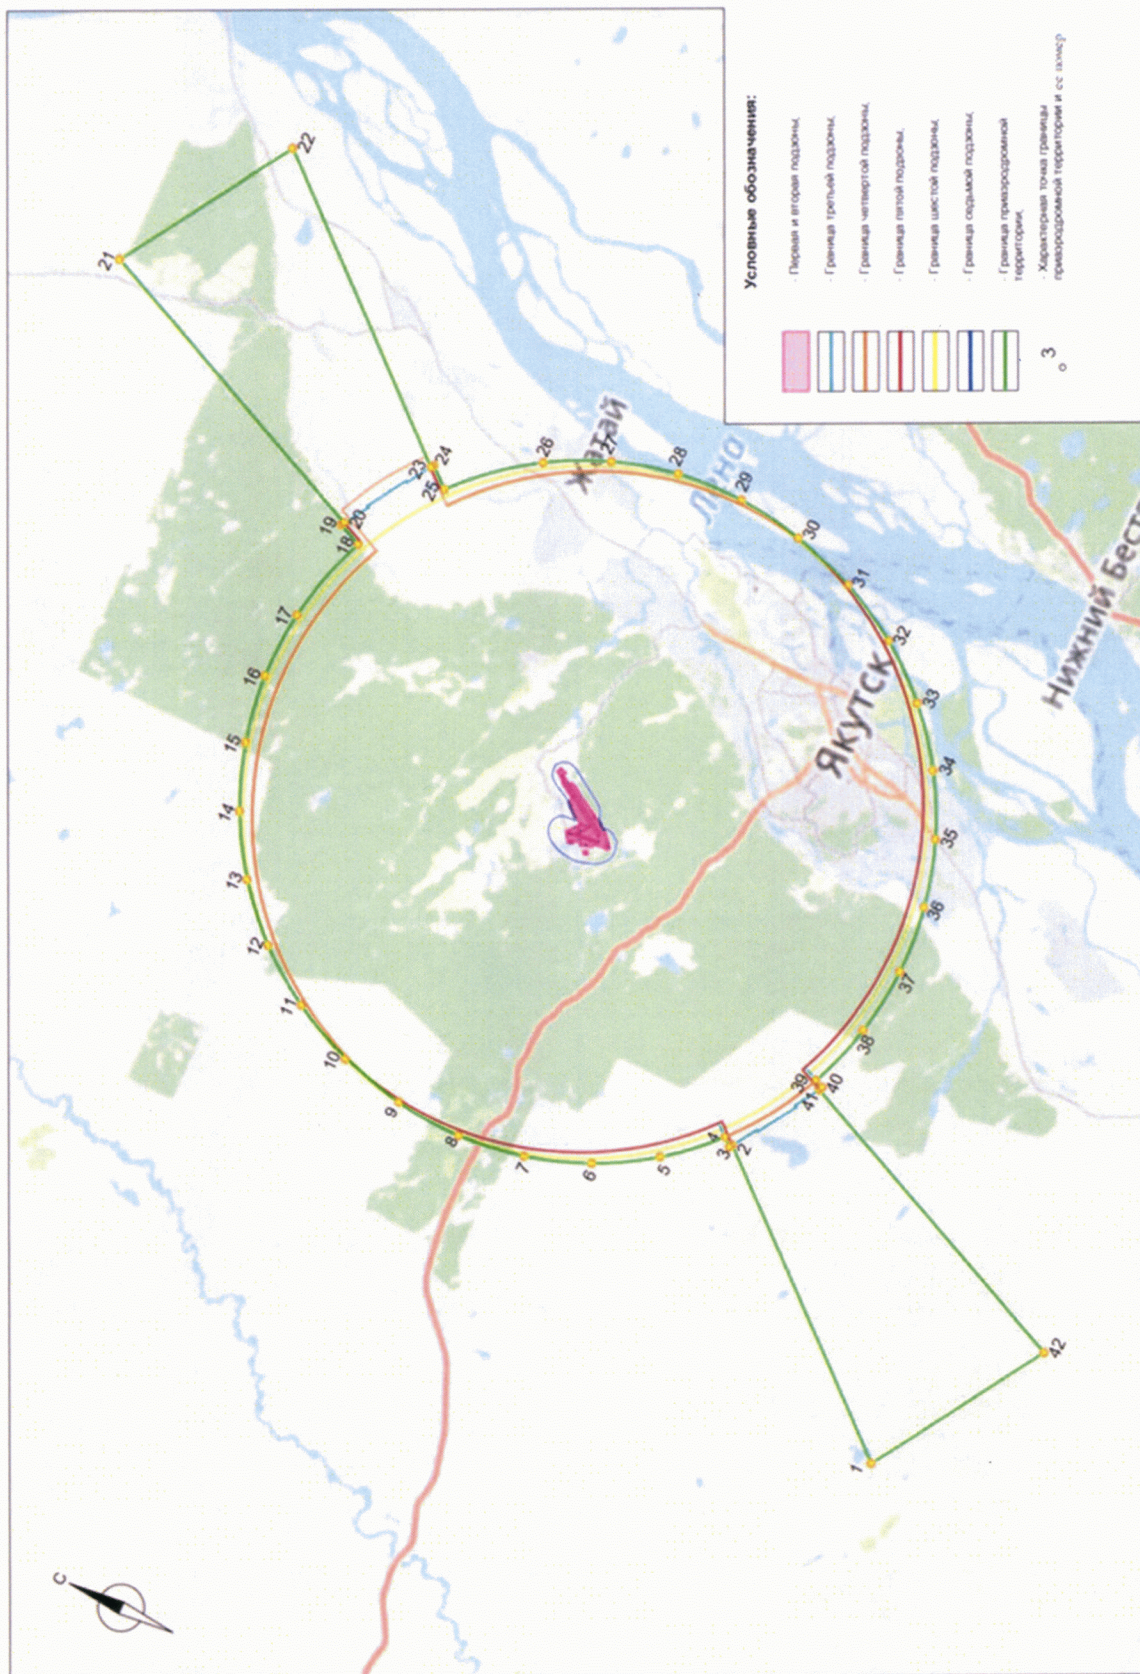 Условные обозначения:
- Первая и вторая подзоны,
- Граница третьей подзоны,
- Граница четвертой подзоны,
- Граница пятой подзоны,
- Граница шестой подзоны,
- Граница седьмой подзоны,
- Граница приаэродромной
территории,
3
- Характерная точка границы
приаэродромной территории и ее номер
С
Жатай
Лена
Якутск
Нижний
1
2
3
4
5
6
7
8
9
10
11
12
13
14
15
16
17
18
19
20
21
22
23
24
25
26
27
28
29
30
31
32
33
34
35
36
37
38
39
40
41
42